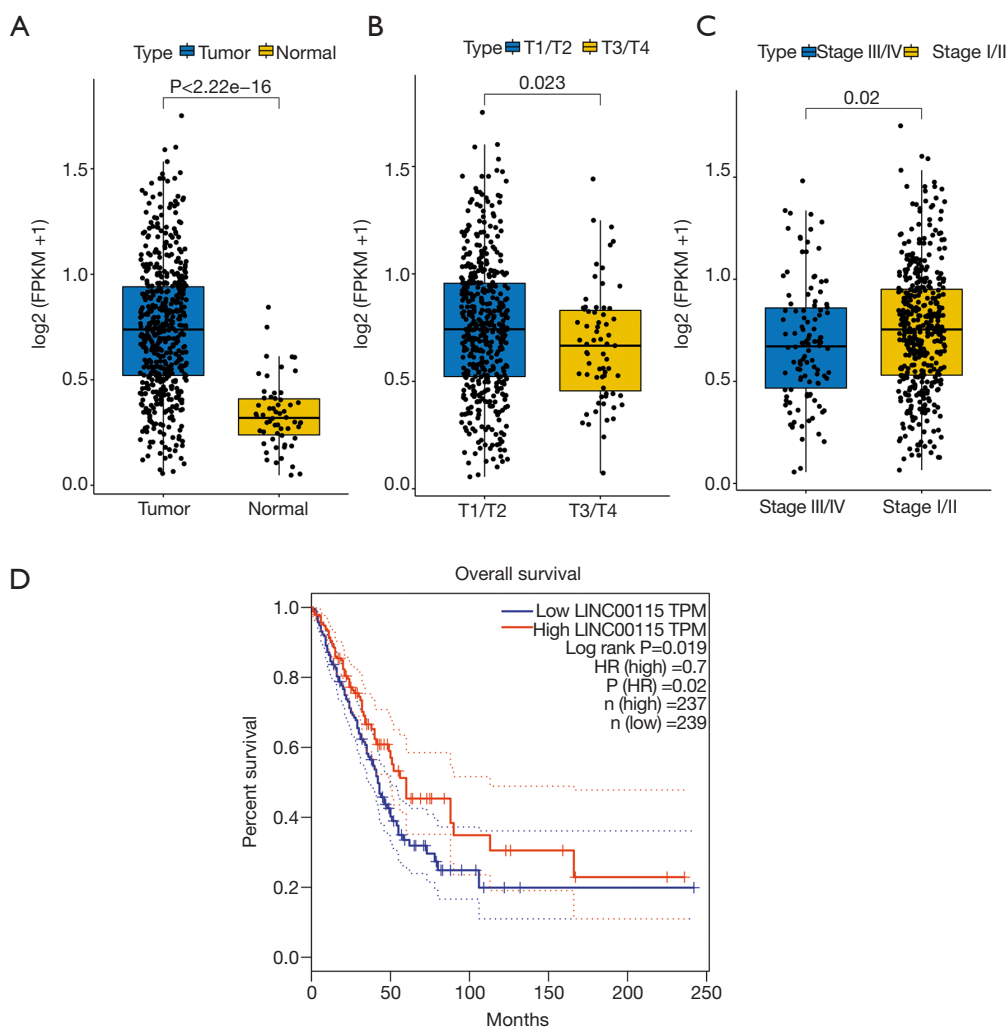 A
Type Tumor Normal
P<2.22e−16
log2 (FPKM +1)
1.5
1.0
0.5
0.0
Tumor Normal
B
Type T1/T2 T3/T4
0.023
log2 (FPKM +1)
1.5
1.0
0.5
0.0
T1/T2 T3/T4
C
Type Stage III/IV Stage I/II
0.02
log2 (FPKM +1)
1.5
1.0
0.5
0.0
Stage III/IV Stage I/II
D
Overall survival
Low LINC00115 TPM
High LINC00115 TPM
Log rank P=0.019
HR (high) =0.7
P (HR) =0.02
n (high) =237
n (low) =239
Percent survival
1.0
0.8
0.6
0.4
0.2
0.0
0 50 100 150 200 250
Months